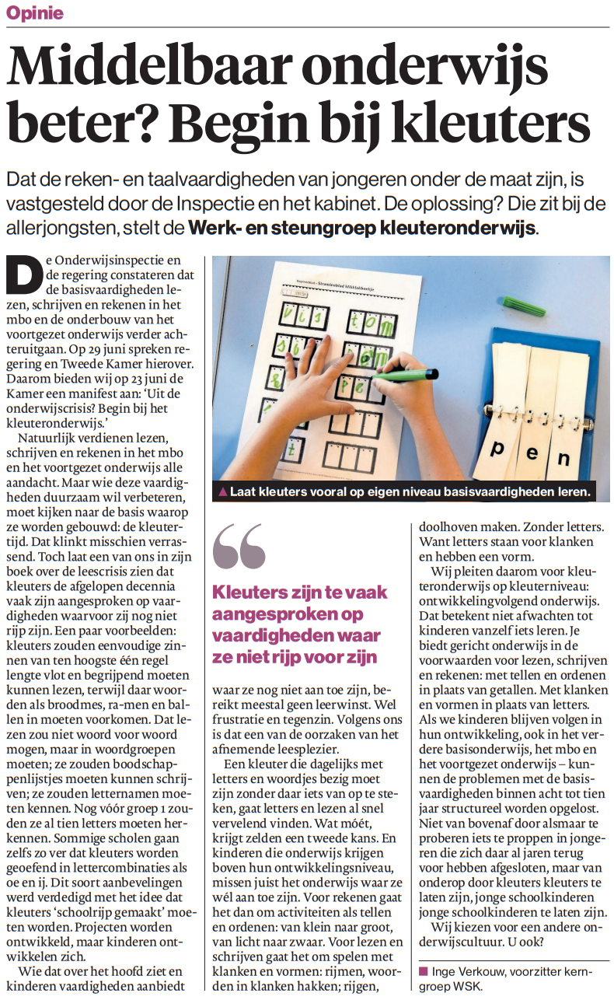 Opinie
Middelbaar onderwijs
beter? Begin bij kleuters
Dat de reken- en taalvaardigheden van jongeren onder de maat zijn, is
vastgesteld door de Inspectie en het kabinet. De oplossing? Die zit bij de
allerjongsten, stelt de Werk- en steungroep kleuteronderwijs.
De Onderwijsinspectie en
de regering constateren dat
de basisvaardigheden le-
zen, schrijven en rekenen in het
mbo en de onderbouw van het
voortgezet onderwijs verder ach-
teruitgaan. Op 29 juni spreken re-
gering en Tweede Kamer hierover.
Daarom bieden wij op 23 juni de
Kamer een manifest aan: ‘Uit de
onderwijscrisis? Begin bij het
kleuteronderwijs.’
Natuurlijk verdienen lezen,
schrijven en rekenen in het mbo
en het voortgezet onderwijs alle
aandacht. Maar wie deze vaardig-
heden duurzaam wil verbeteren,
moet kijken naar de basis waarop
ze worden gebouwd: de kleuter-
tijd. Dat klinkt misschien verras-
send. Toch laat een van ons in zijn
boek over de leescrisis zien dat
kleuters de afgelopen decennia
vaak zijn aangesproken op vaar-
digheden waarvoor zij nog niet
rijp zijn. Een paar voorbeelden:
kleuters zouden eenvoudige zin-
nen van ten hoogste één regel
lengte vlot en begrijpend moeten
kunnen lezen, terwijl daar woor-
den als broodmes, ra-men en bal-
len in moeten voorkomen. Dat le-
zen zou niet woord voor woord
mogen, maar in woordgroepen
moeten; ze zouden boodschap-
penlijstjes moeten kunnen schrij-
ven; ze zouden letternamen moe-
ten kennen. Nog vóór groep 1 zou-
den ze al tien letters moeten her-
kennen. Sommige scholen gaan
zelfs zo ver dat kleuters worden
geoefend in lettercombinaties als
oe en ij. Dit soort aanbevelingen
werd verdedigd met het idee dat
kleuters ‘schoolrijp gemaakt’ moe-
ten worden. Projecten worden
ontwikkeld, maar kinderen ont-
wikkelen zich.
Wie dat over het hoofd ziet en
kinderen vaardigheden aanbiedt
Stramienblad klikklakboekje
vis
tom
pen
▲ Laat kleuters vooral op eigen niveau basisvaardigheden leren.
“
Kleuters zijn te vaak
aangesproken op
vaardigheden waar
ze niet rijp voor zijn
waar ze nog niet aan toe zijn, be-
reikt meestal geen leerwinst. Wel
frustratie en tegenzin. Volgens ons
is dat een van de oorzaken van het
afnemende leesplezier.
Een kleuter die dagelijks met
letters en woordjes bezig moet
zijn zonder daar iets van op te ste-
ken, gaat letters en lezen al snel
vervelend vinden. Wat móét,
krijgt zelden een tweede kans. En
kinderen die onderwijs krijgen
boven hun ontwikkelingsniveau,
missen juist het onderwijs waar ze
wél aan toe zijn. Voor rekenen gaat
het dan om activiteiten als tellen
en ordenen: van klein naar groot,
van licht naar zwaar. Voor lezen en
schrijven gaat het om spelen met
klanken en vormen: rijmen, woor-
den in klanken hakken; rijgen,
doolhoven maken. Zonder letters.
Want letters staan voor klanken
en hebben een vorm.
Wij pleiten daarom voor kleu-
teronderwijs op kleuterniveau:
ontwikkelingvolgend onderwijs.
Dat betekent niet afwachten tot
kinderen vanzelf iets leren. Je
biedt gericht onderwijs in de
voorwaarden voor lezen, schrijven
en rekenen: met tellen en ordenen
in plaats van getallen. Met klanken
en vormen in plaats van letters.
Als we kinderen blijven volgen in
hun ontwikkeling, ook in het ver-
dere basisonderwijs, het mbo en
het voortgezet onderwijs – kun-
nen de problemen met de basis-
vaardigheden binnen acht tot tien
jaar structureel worden opgelost.
Niet van bovenaf door alsmaar te
proberen iets te proppen in jonge-
ren die zich daar al jaren terug
voor hebben afgesloten, maar van
onderop door kleuters kleuters te
laten zijn, jonge schoolkinderen
jonge schoolkinderen te laten zijn.
Wij kiezen voor een andere on-
derwijscultuur. U ook?
■ Inge Verkouw, voorzitter kern-
groep WSK.